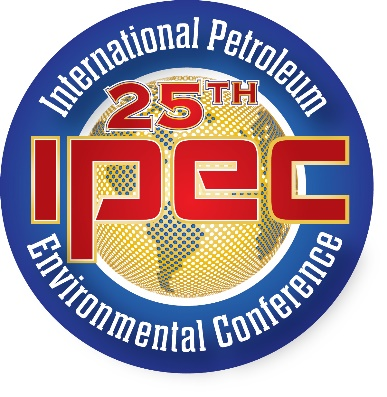 International Petroleum
25TH
IPEC
Environmental Conference